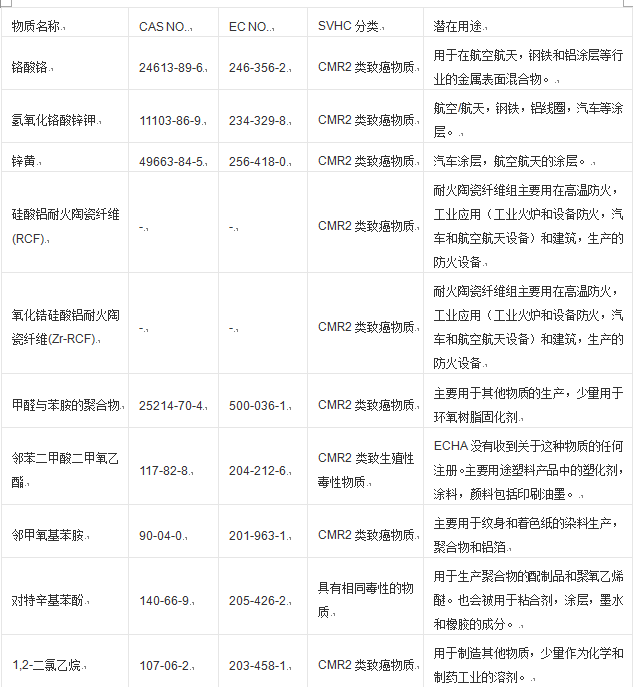 物质名称 CAS NO. EC NO. SVHC 分类 潜在用途
铬酸铬 24613-89-6 246-356-2 CMR2 类致癌物质 用于在航空航天，钢铁和铝涂层等行
业的金属表面混合物。
氢氧化铬酸锌钾 11103-86-9 234-329-8 CMR2 类致癌物质 航空/航天，钢铁，铝线圈，汽车等涂
层。
锌黄 49663-84-5 256-418-0 CMR2 类致癌物质 汽车涂层，航空航天的涂层。
硅酸铝耐火陶瓷纤维
(RCF) - - CMR2 类致癌物质 耐火陶瓷纤维组主要用在高温防火，
工业应用（工业火炉和设备防火，汽
车和航空航天设备）和建筑，生产的
防火设备
氧化锆硅酸铝耐火陶
瓷纤维(Zr-RCF) - - CMR2 类致癌物质 耐火陶瓷纤维组主要用在高温防火，
工业应用（工业火炉和设备防火，汽
车和航空航天设备）和建筑，生产的
防火设备
甲醛与苯胺的聚合物 25214-70-4 500-036-1 CMR2 类致癌物质 主要用于其他物质的生产，少量用于
环氧树脂固化剂
邻苯二甲酸二甲氧乙
酯 117-82-8 204-212-6 CMR2 类致生殖性
毒性物质 ECHA 没有收到关于这种物质的任何
注册。主要用途塑料产品中的塑化剂，
涂料，颜料包括印刷油墨。
邻甲氧基苯胺 90-04-0 201-963-1 CMR2 类致癌物质 主要用于纹身和着色纸的染料生产，
聚合物和铝箔
对特辛基苯酚 140-66-9 205-426-2 具有相同毒性的物
质 用于生产聚合物的配制品和聚氧乙烯
醚。也会被用于粘合剂，涂层，墨水
和橡胶的成分。
1,2-二氯乙烷 107-06-2 203-458-1 CMR2 类致癌物质 用于制造其他物质，少量作为化学和
制药工业的溶剂。